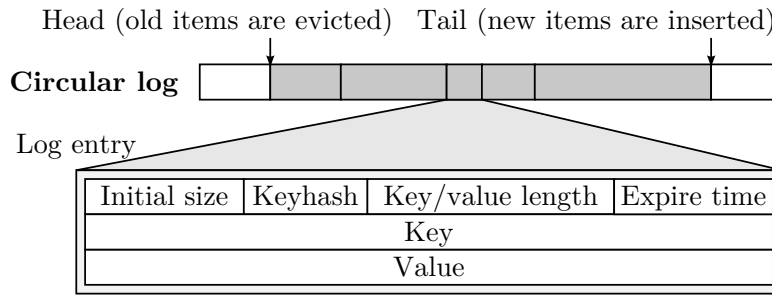 Head (old items are evicted) Tail (new items are inserted)
Circular log
Log entry
Initial size Keyhash Key/value length Expire time
Key
Value